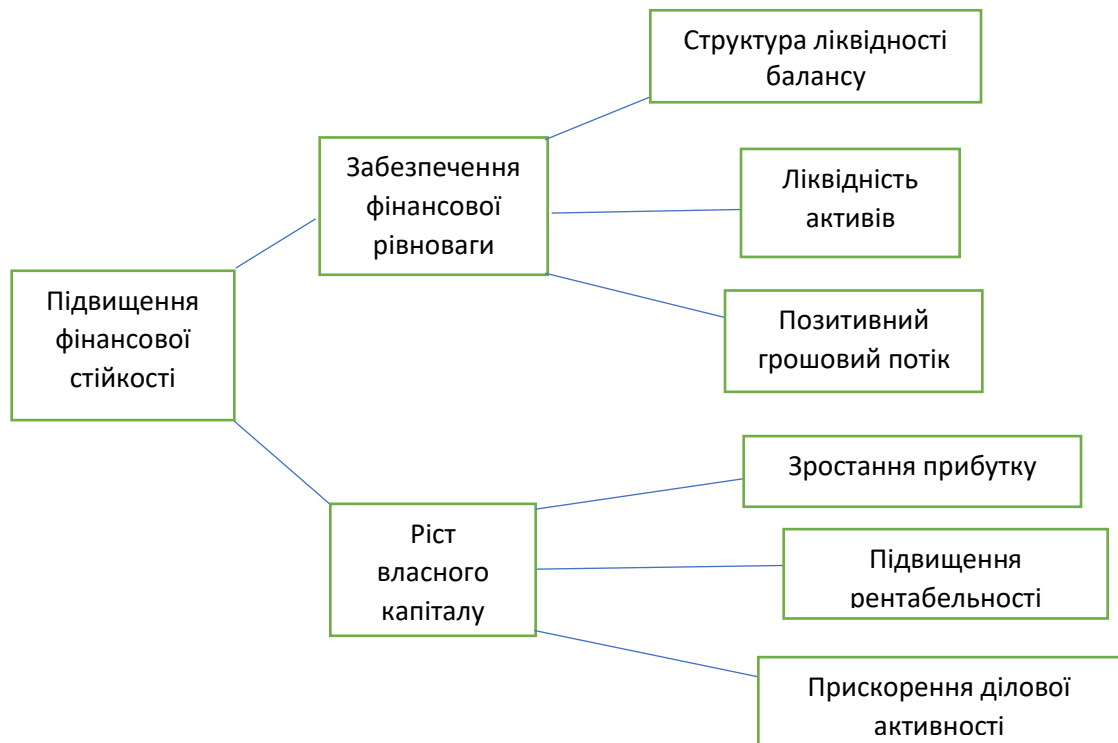 Структура ліквідності
балансу
Забезпечення
фінансової
рівноваги
Ліквідність
активів
Підвищення
фінансової
стійкості
Позитивний
грошовий потік
Зростання прибутку
Ріст
власного
капіталу
Підвищення
рентабельності
Прискорення ділової
активності